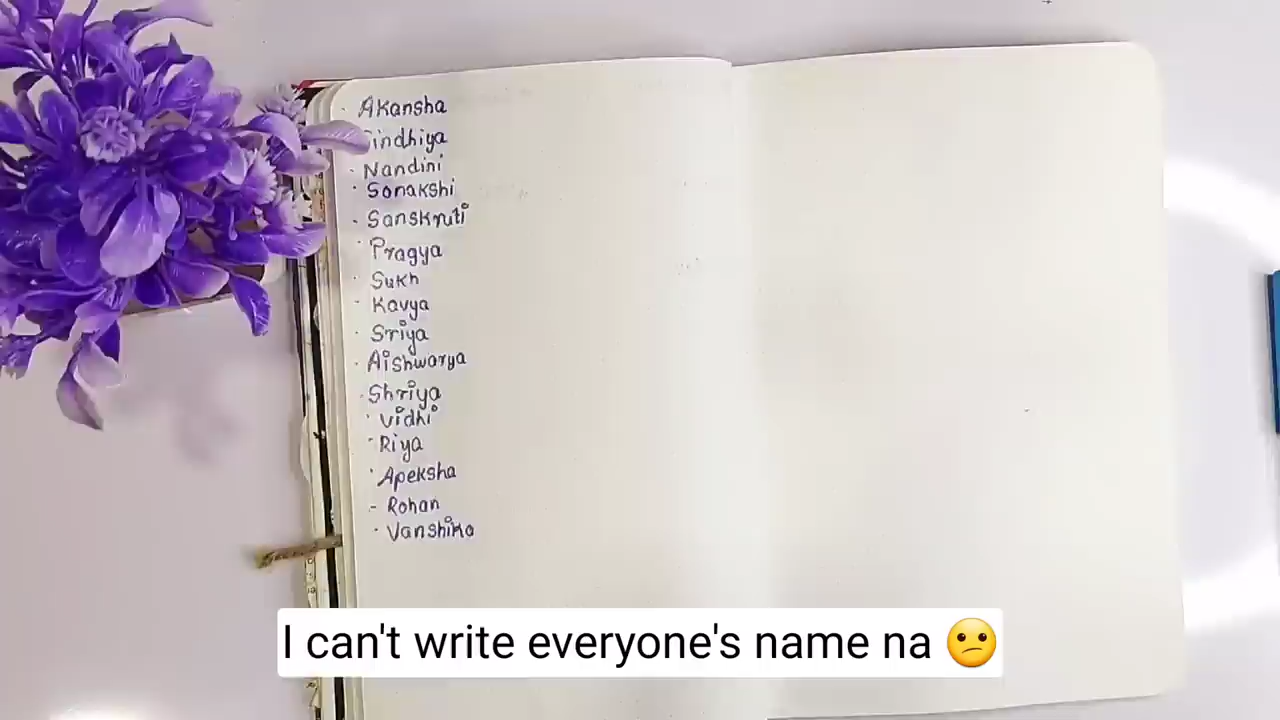 Akansha
Nandini
Sonakshi
Sanskruti
Pragya
Sukh
Kavya
Sriya
Aishwarya
Shriya
Vidhi
Riya
Apeksha
- Rohan
Vanshika
I can't write everyone's name na 😕